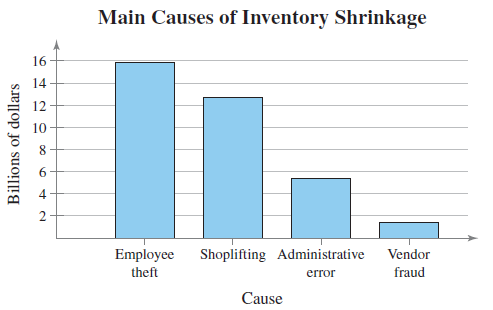 Main Causes of Inventory Shrinkage
Billions of dollars
16
14
12
10
8
6
4
2
Employee theft
Shoplifting
Administrative error
Vendor fraud
Cause